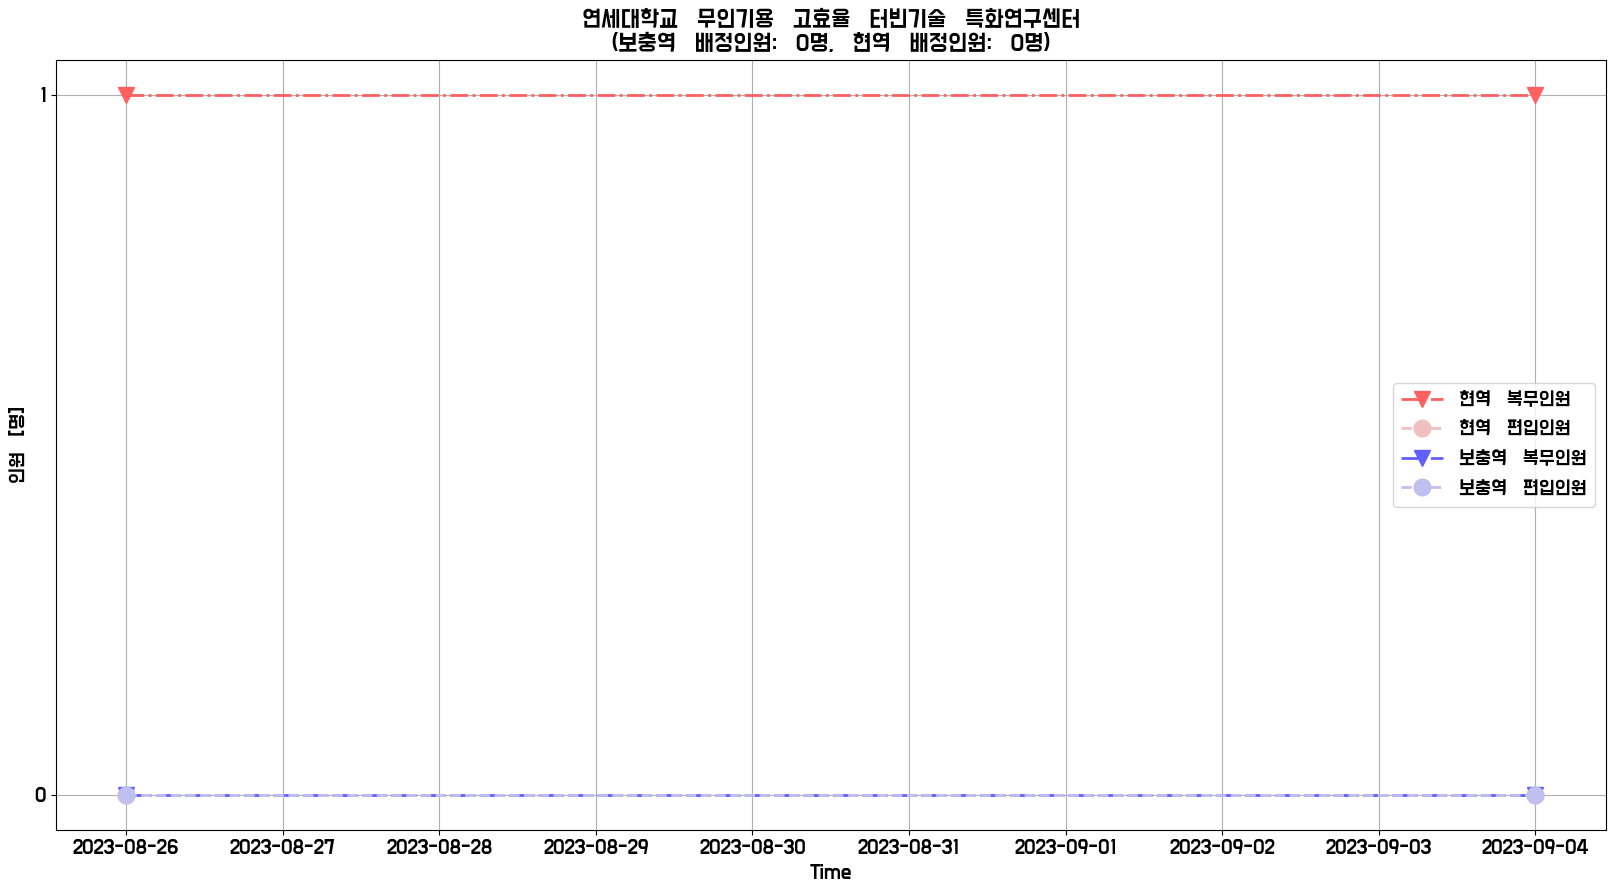 연세대학교 무인기용 고효율 터빈기술 특화연구센터
(보충역 배정인원: 0명, 현역 배정인원: 0명)
1
0
인원 [명]
현역 복무인원
현역 편입인원
보충역 복무인원
보충역 편입인원
2023-08-26 2023-08-27 2023-08-28 2023-08-29 2023-08-30 2023-08-31 2023-09-01 2023-09-02 2023-09-03 2023-09-04
Time